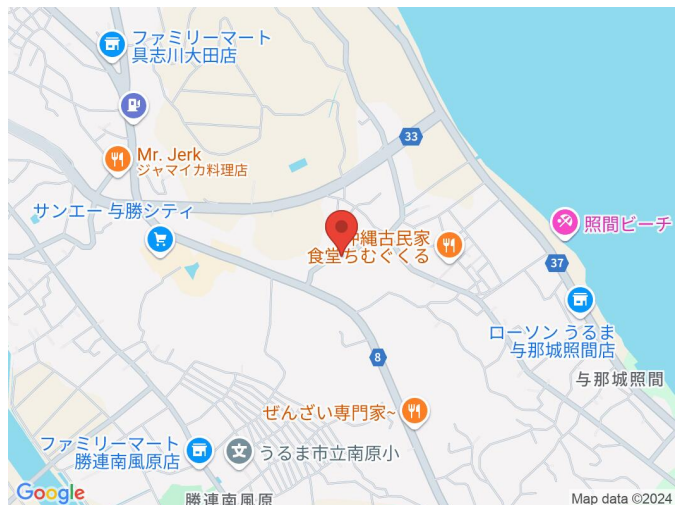 ファミリーマート
具志川大田店
33
Mr. Jerk
ジャマイカ料理店
サンエー 与勝シティ
照間ビーチ
沖縄古民家
食堂ちむぐくる
37
ローソン うるま
与那城照間店
8
与那城照間
ぜんざい専門家~
ファミリーマート
勝連南風原店
うるま市立南原小
勝連南風原
Google
Map data ©2024